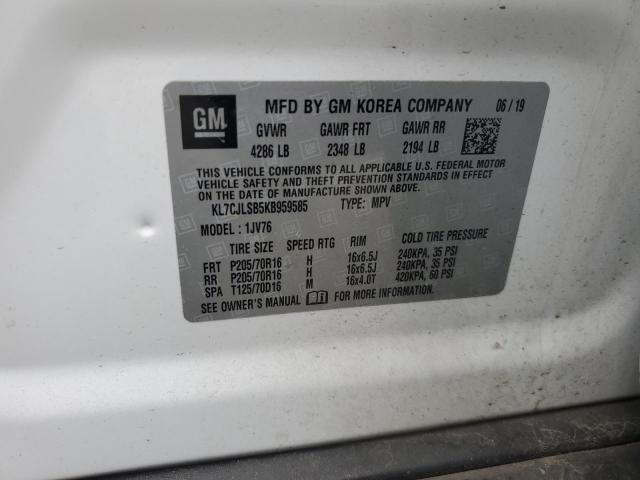 GM MFD BY GM KOREA COMPANY 06/19
GVWR GAWR FRT GAWR RR
4286 LB 2348 LB 2194 LB
THIS VEHICLE CONFORMS TO ALL APPLICABLE U.S. FEDERAL MOTOR
VEHICLE SAFETY, BUMPER, AND THEFT PREVENTION STANDARDS IN
EFFECT ON THE DATE OF MANUFACTURE SHOWN ABOVE.
KL7CJLSB5KB959585 TYPE: MPV
MODEL: 1JV76
TIRE SIZE SPEED RTG RIM COLD TIRE PRESSURE
FRT P205/70R16 H 16x6.5J 240KPA, 35 PSI
RR P205/70R16 H 16x6.5J 240KPA, 35 PSI
SPA T125/70D16 M 16x4.0T 420KPA, 60 PSI
SEE OWNER'S MANUAL FOR MORE INFORMATION.